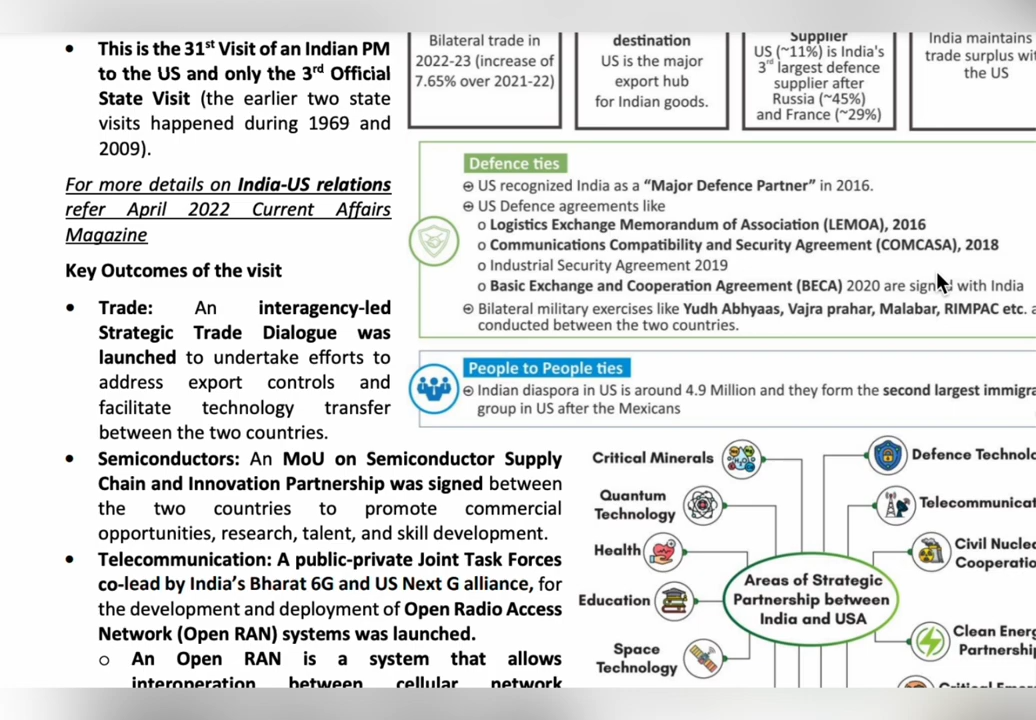 This is the 31st Visit of an Indian PM
to the US and only the 3rd Official
State Visit (the earlier two state
visits happened during 1969 and
2009).
For more details on India-US relations
refer April 2022 Current Affairs
Magazine
Key Outcomes of the visit
Trade: An interagency-led
Strategic Trade Dialogue was
launched to undertake efforts to
address export controls and
facilitate technology transfer
between the two countries.
Semiconductors: An MoU on Semiconductor Supply
Chain and Innovation Partnership was signed between
the two countries to promote commercial
opportunities, research, talent, and skill development.
Telecommunication: A public-private Joint Task Forces
co-lead by India's Bharat 6G and US Next G alliance, for
the development and deployment of Open Radio Access
Network (Open RAN) systems was launched.
o An Open RAN is a system that allows
interoperation between cellular network
Bilateral trade in
2022-23 (increase of
7.65% over 2021-22)
destination
US is the major
export hub
for Indian goods.
Supplier
US (~11%) is India's
3rd largest defence
supplier after
Russia (~45%)
and France (~29%)
India maintains
trade surplus
the US
Defence ties
US recognized India as a "Major Defence Partner" in 2016.
US Defence agreements like
o Logistics Exchange Memorandum of Association (LEMOA), 2016
o Communications Compatibility and Security Agreement (COMCASA), 2018
o Industrial Security Agreement 2019
o Basic Exchange and Cooperation Agreement (BECA) 2020 are signed with India
Bilateral military exercises like Yudh Abhyaas, Vajra prahar, Malabar, RIMPAC etc.
conducted between the two countries.
People to People ties
Indian diaspora in US is around 4.9 Million and they form the second largest
group in US after the Mexicans
Critical Minerals
Quantum
Technology
Health
Education
Space
Technology
Areas of Strategic
Partnership between
India and USA
Defence
Civil
Clean